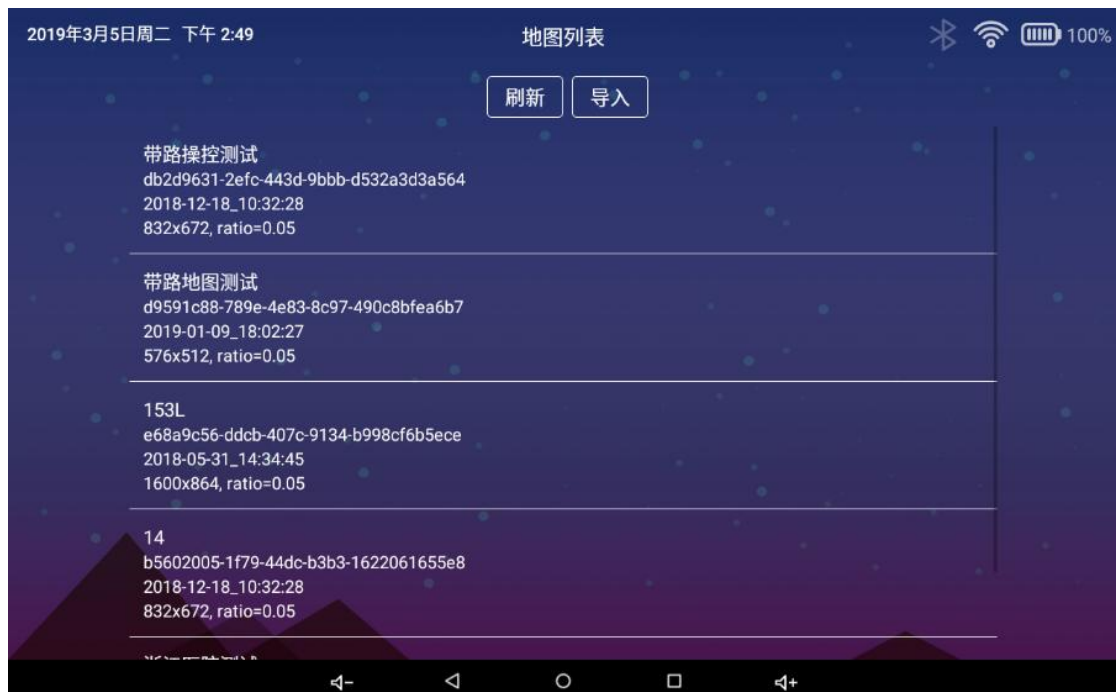 2019年3月5日周二 下午 2:49
地图列表
100%
刷新
导入
带路操控测试
db2d9631-2efc-443d-9bbb-d532a3d3a564
2018-12-18_10:32:28
832x672, ratio=0.05
带路地图测试
d9591c88-789e-4e83-8c97-490c8bfea6b7
2019-01-09_18:02:27
576x512, ratio=0.05
153L
e68a9c56-ddcb-407c-9134-b998cf6b5ece
2018-05-31_14:34:45
1600x864, ratio=0.05
14
b5602005-1f79-44dc-b3b3-1622061655e8
2018-12-18_10:32:28
832x672, ratio=0.05